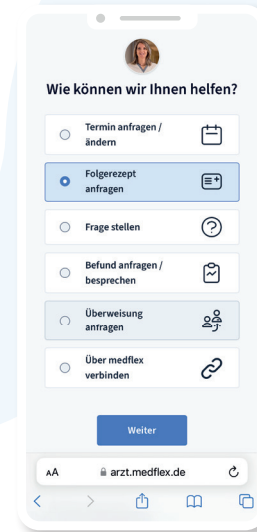 Wie können wir Ihnen helfen?
Termin anfragen /
ändern
Folgerezept
anfragen
Frage stellen
Befund anfragen /
besprechen
Überweisung
anfragen
Über medflex
verbinden
Weiter
AA arzt.medflex.de